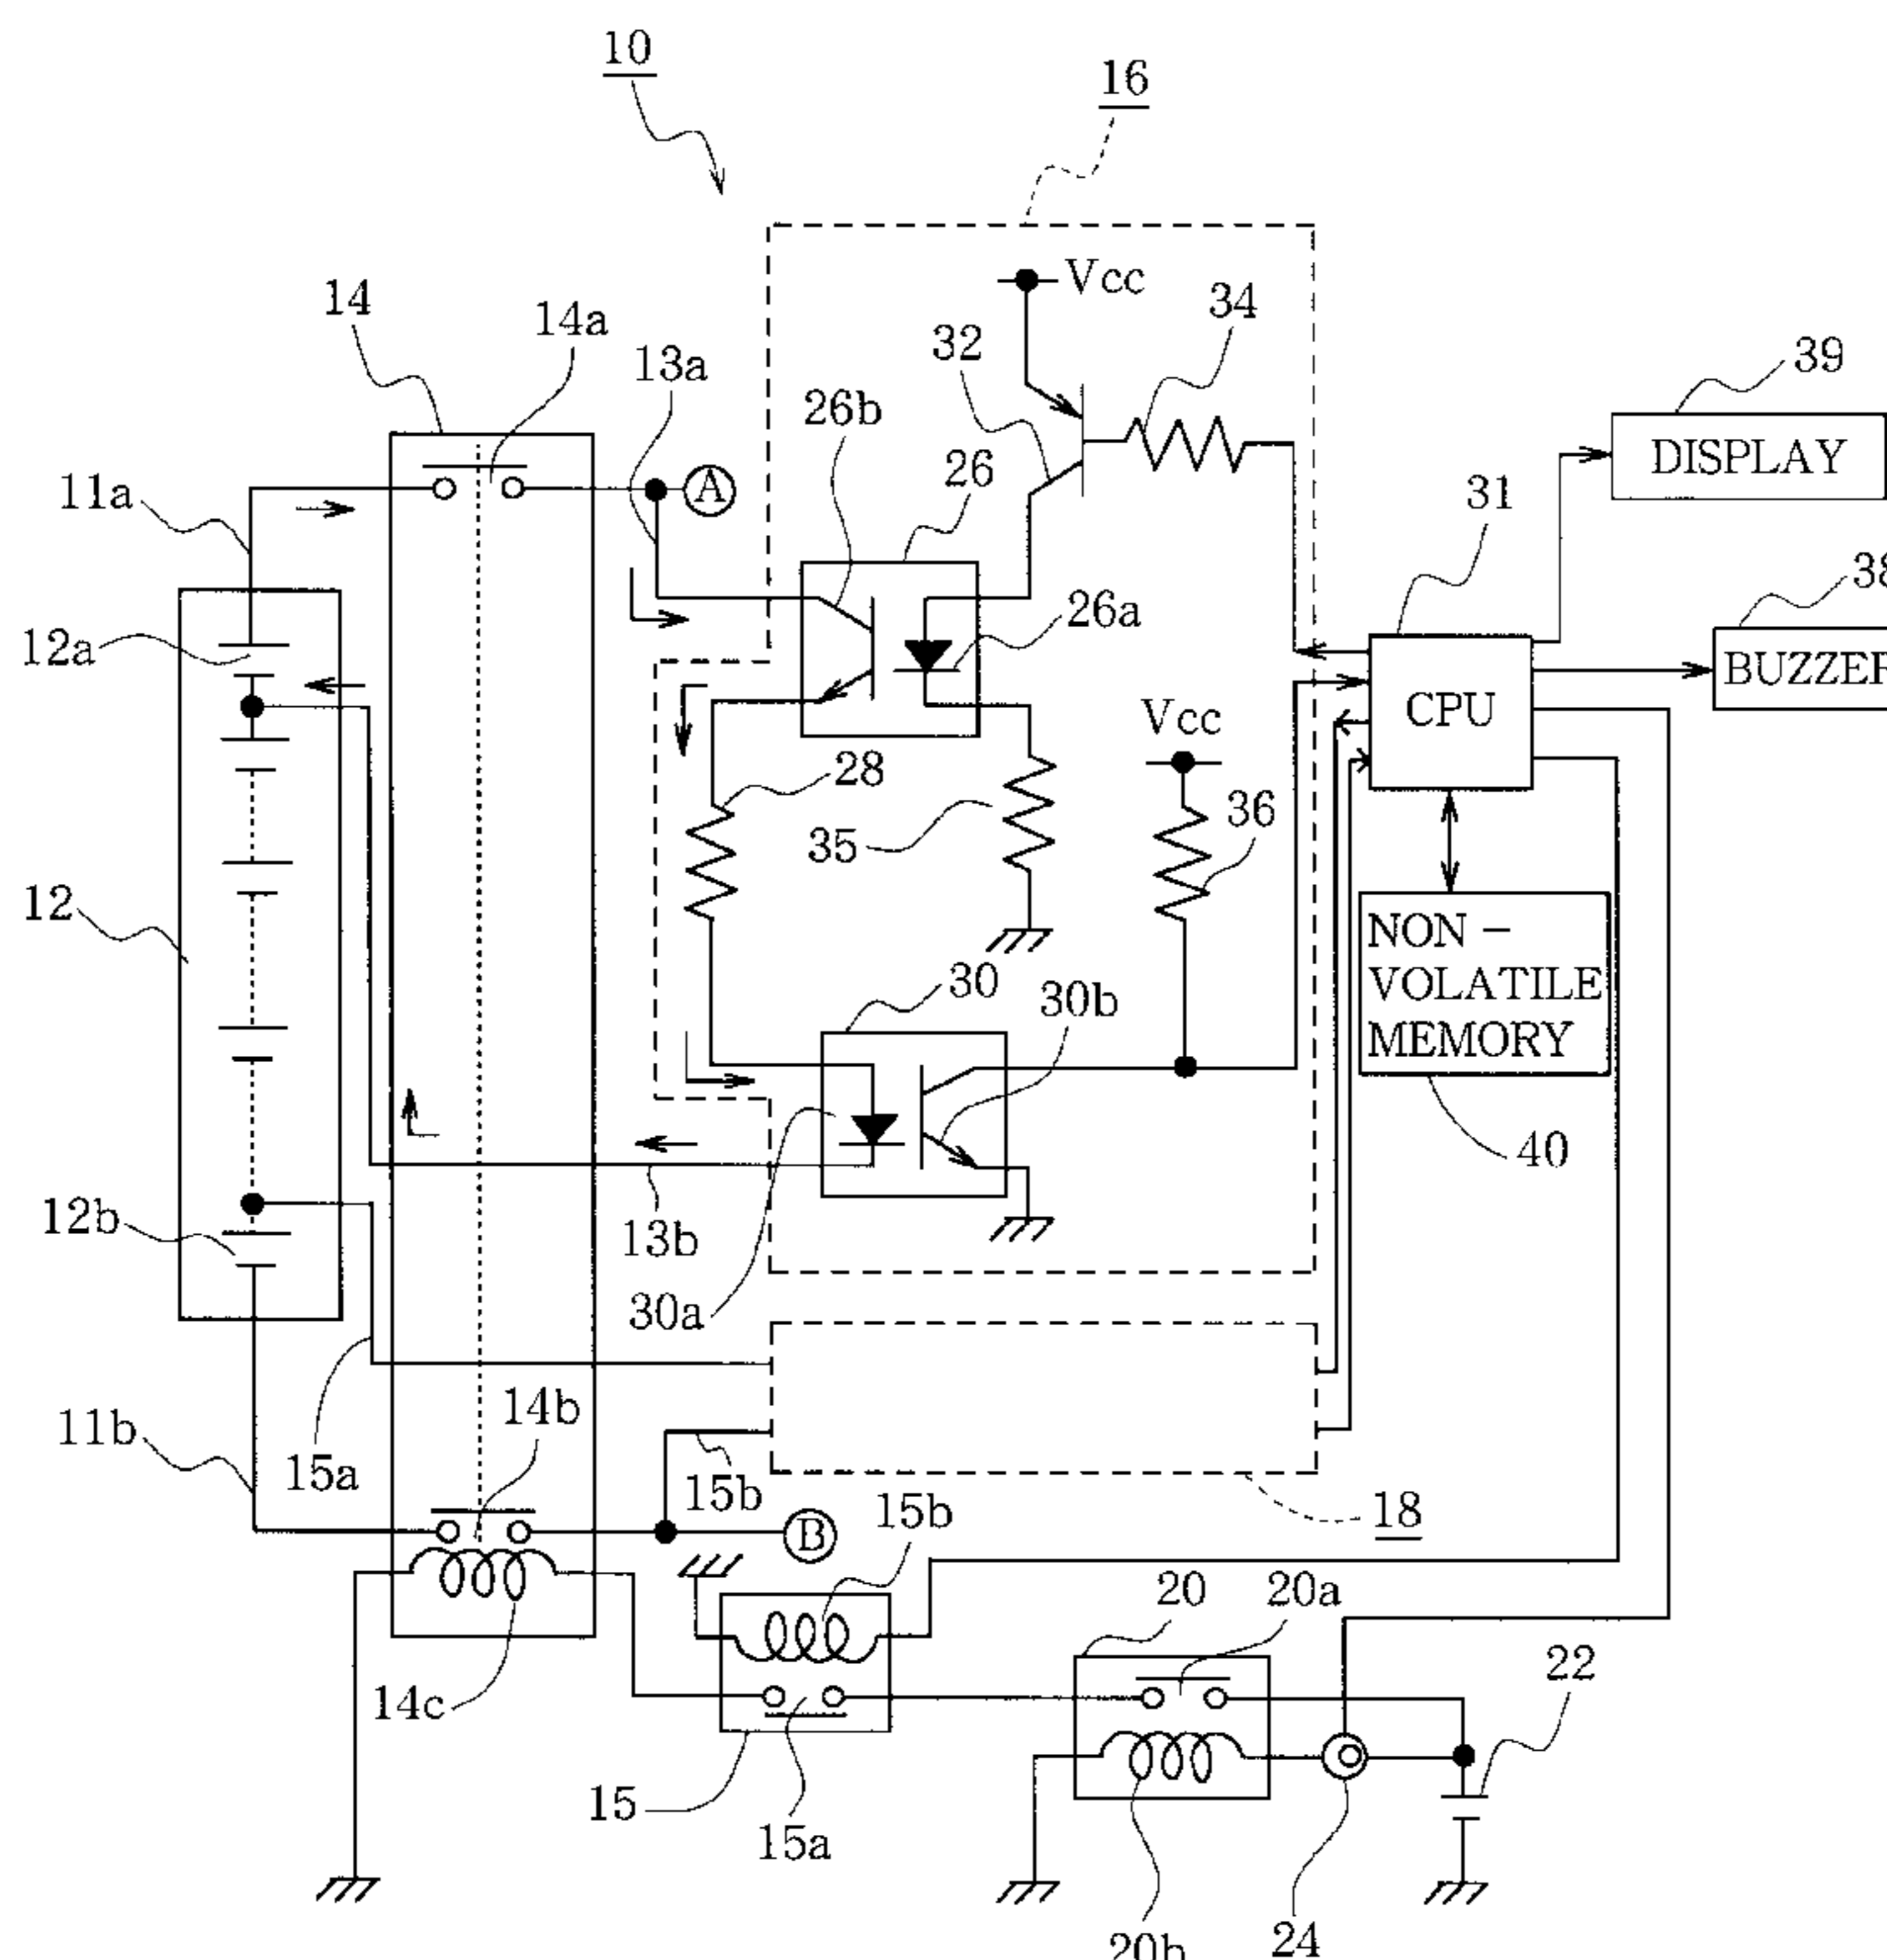 10
16
Vcc
14
14a
13a
32
34
39
26b
DISPLAY
11a
26
31
38
12a
26a
BUZZER
CPU
Vcc
28
36
35
12
NON-
VOLATILE
MEMORY
30
30b
40
12b
13b
30a
14b
11b
15a
15b
18
A
B
15b
20
20a
22
14c
15
15a
20b
24